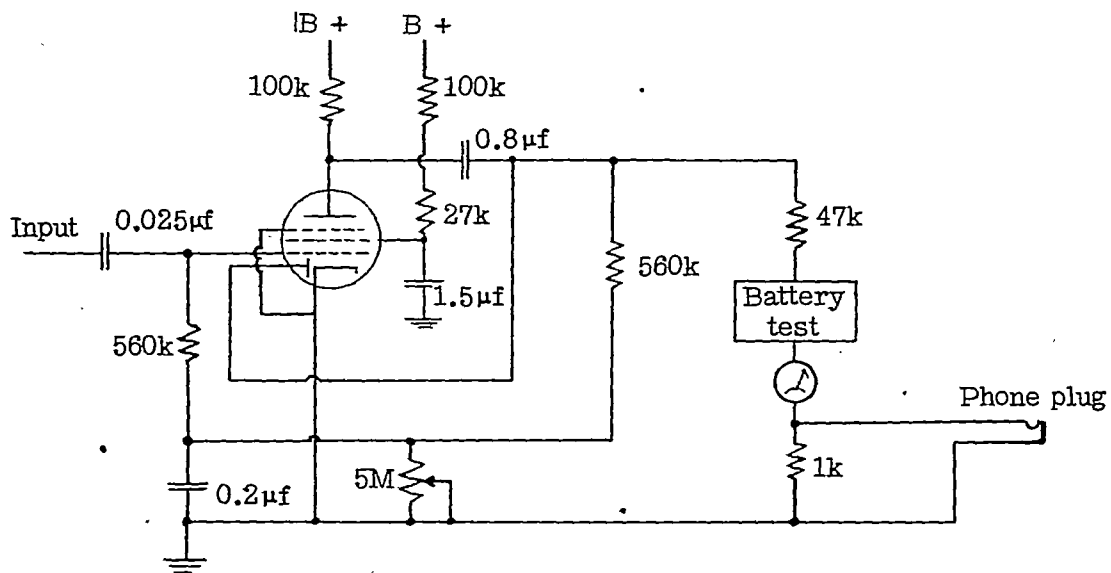 B +
B +
100k
100k
0.8μf
Input
0.025μf
27k
47k
560k
1.5μf
Battery
test
560k
Phone plug
5M
1k
0.2μf